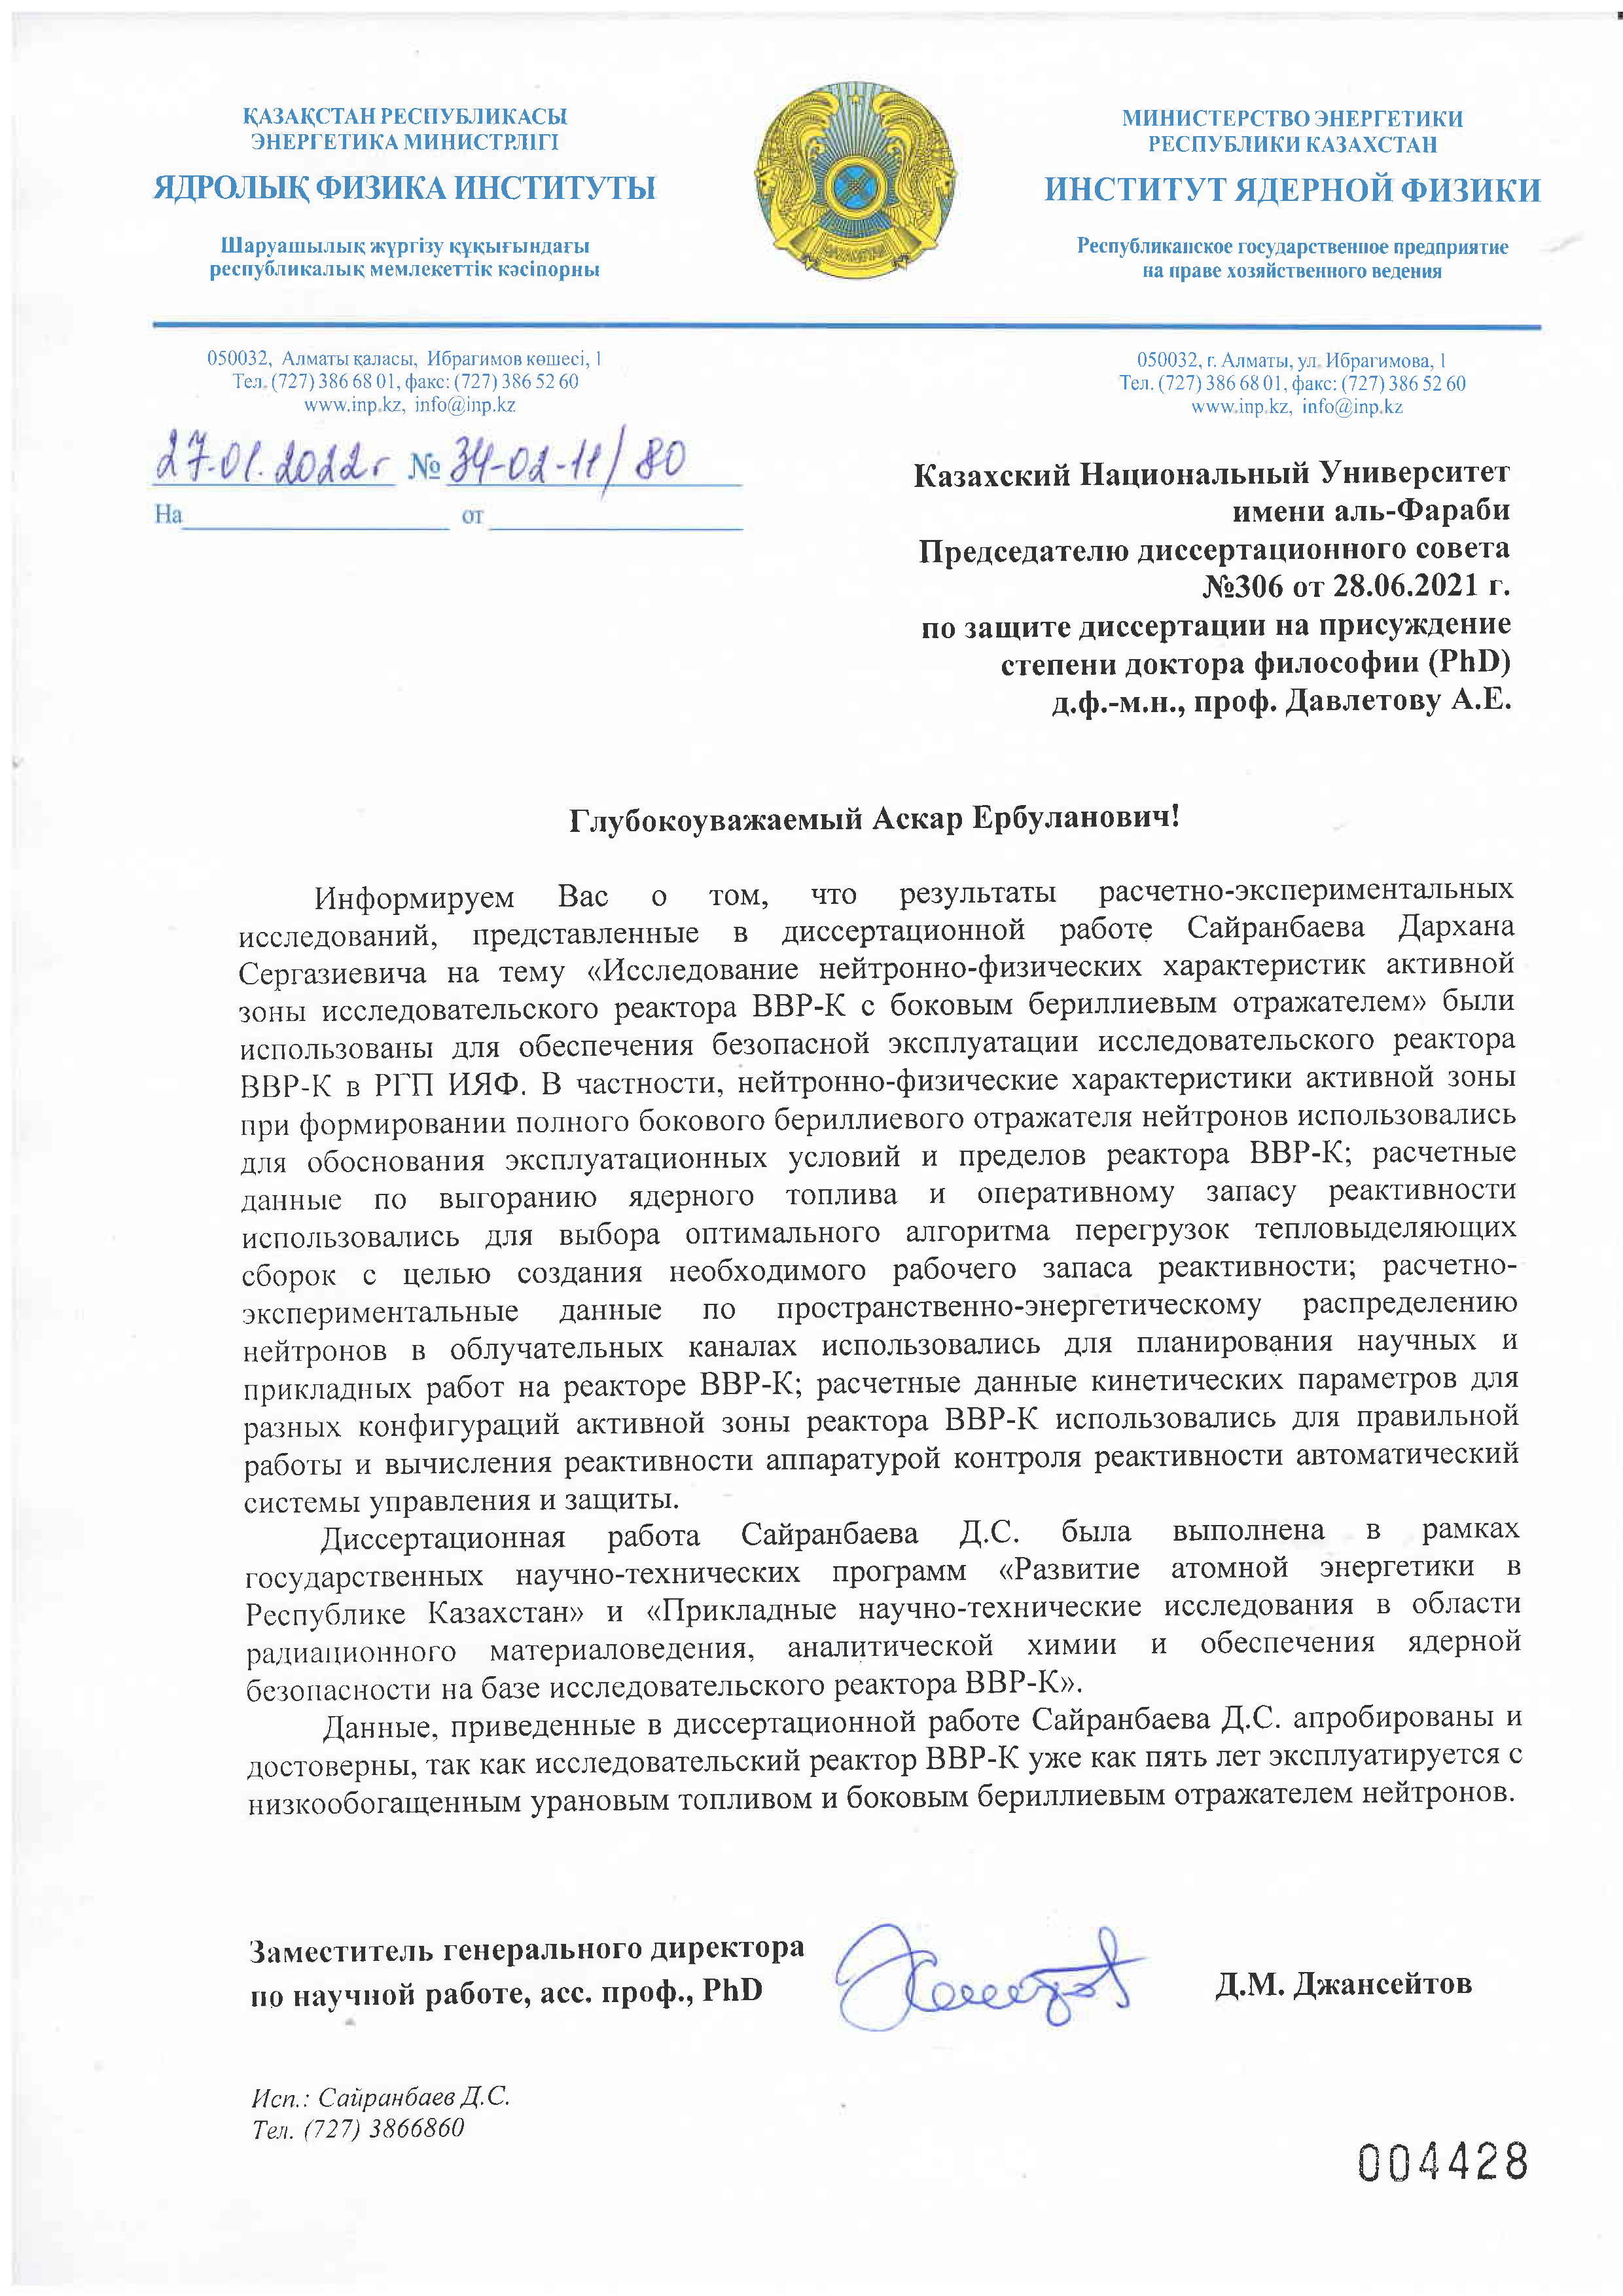 ҚАЗАҚСТАН РЕСПУБЛИКАСЫ
ЭНЕРГЕТИКА МИНИСТРЛІГІ
ЯДРОЛЫҚ ФИЗИКА ИНСТИТУТЫ
Шаруашылық жүргізу құқығындағы
республикалық мемлекеттік кәсіпорны
ҚАЗАҚСТАН
МИНИСТЕРСТВО ЭНЕРГЕТИКИ
РЕСПУБЛИКИ КАЗАХСТАН
ИНСТИТУТ ЯДЕРНОЙ ФИЗИКИ
Республиканское государственное предприятие
на праве хозяйственного ведения
050032, Алматы қаласы, Ибрагимов көшесі, 1
Тел. (727) 386 68 01, факс: (727) 386 52 60
www.inp.kz, info@inp.kz
050032, г. Алматы, ул. Ибрагимова, 1
Тел. (727) 386 68 01, факс: (727) 386 52 60
www.inp.kz, info@inp.kz
27.01.2022г № 34-02-11/80
На от
Казахский Национальный Университет
имени аль-Фараби
Председателю диссертационного совета
№306 от 28.06.2021 г.
по защите диссертации на присуждение
степени доктора философии (PhD)
д.ф.-м.н., проф. Давлетову А.Е.
Глубокоуважаемый Аскар Ербуланович!
Информируем Вас о том, что результаты расчетно-экспериментальных
исследований, представленные в диссертационной работе Сайранбаева Дархана
Сергазиевича на тему «Исследование нейтронно-физических характеристик активной
зоны исследовательского реактора ВВР-К с боковым бериллиевым отражателем» были
использованы для обеспечения безопасной эксплуатации исследовательского реактора
ВВР-К в РГП ИЯФ. В частности, нейтронно-физические характеристики активной зоны
при формировании полного бокового бериллиевого отражателя нейтронов использовались
для обоснования эксплуатационных условий и пределов реактора ВВР-К; расчетные
данные по выгоранию ядерного топлива и оперативному запасу реактивности
использовались для выбора оптимального алгоритма перегрузок тепловыделяющих
сборок с целью создания необходимого рабочего запаса реактивности; расчетно-
экспериментальные данные по пространственно-энергетическому распределению
нейтронов в облучательных каналах использовались для планирования научных и
прикладных работ на реакторе ВВР-К; расчетные данные кинетических параметров для
разных конфигураций активной зоны реактора ВВР-К использовались для правильной
работы и вычисления реактивности аппаратурой контроля реактивности автоматический
системы управления и защиты.
Диссертационная работа Сайранбаева Д.С. была выполнена в рамках
государственных научно-технических программ «Развитие атомной энергетики в
Республике Казахстан» и «Прикладные научно-технические исследования в области
радиационного материаловедения, аналитической химии и обеспечения ядерной
безопасности на базе исследовательского реактора ВВР-К».
Данные, приведенные в диссертационной работе Сайранбаева Д.С. апробированы и
достоверны, так как исследовательский реактор ВВР-К уже как пять лет эксплуатируется с
низкообогащенным урановым топливом и боковым бериллиевым отражателем нейтронов.
Заместитель генерального директора
по научной работе, асс. проф., PhD
Д.М. Джансейтов
Исп.: Сайранбаев Д.С.
Тел. (727) 3866860
004428